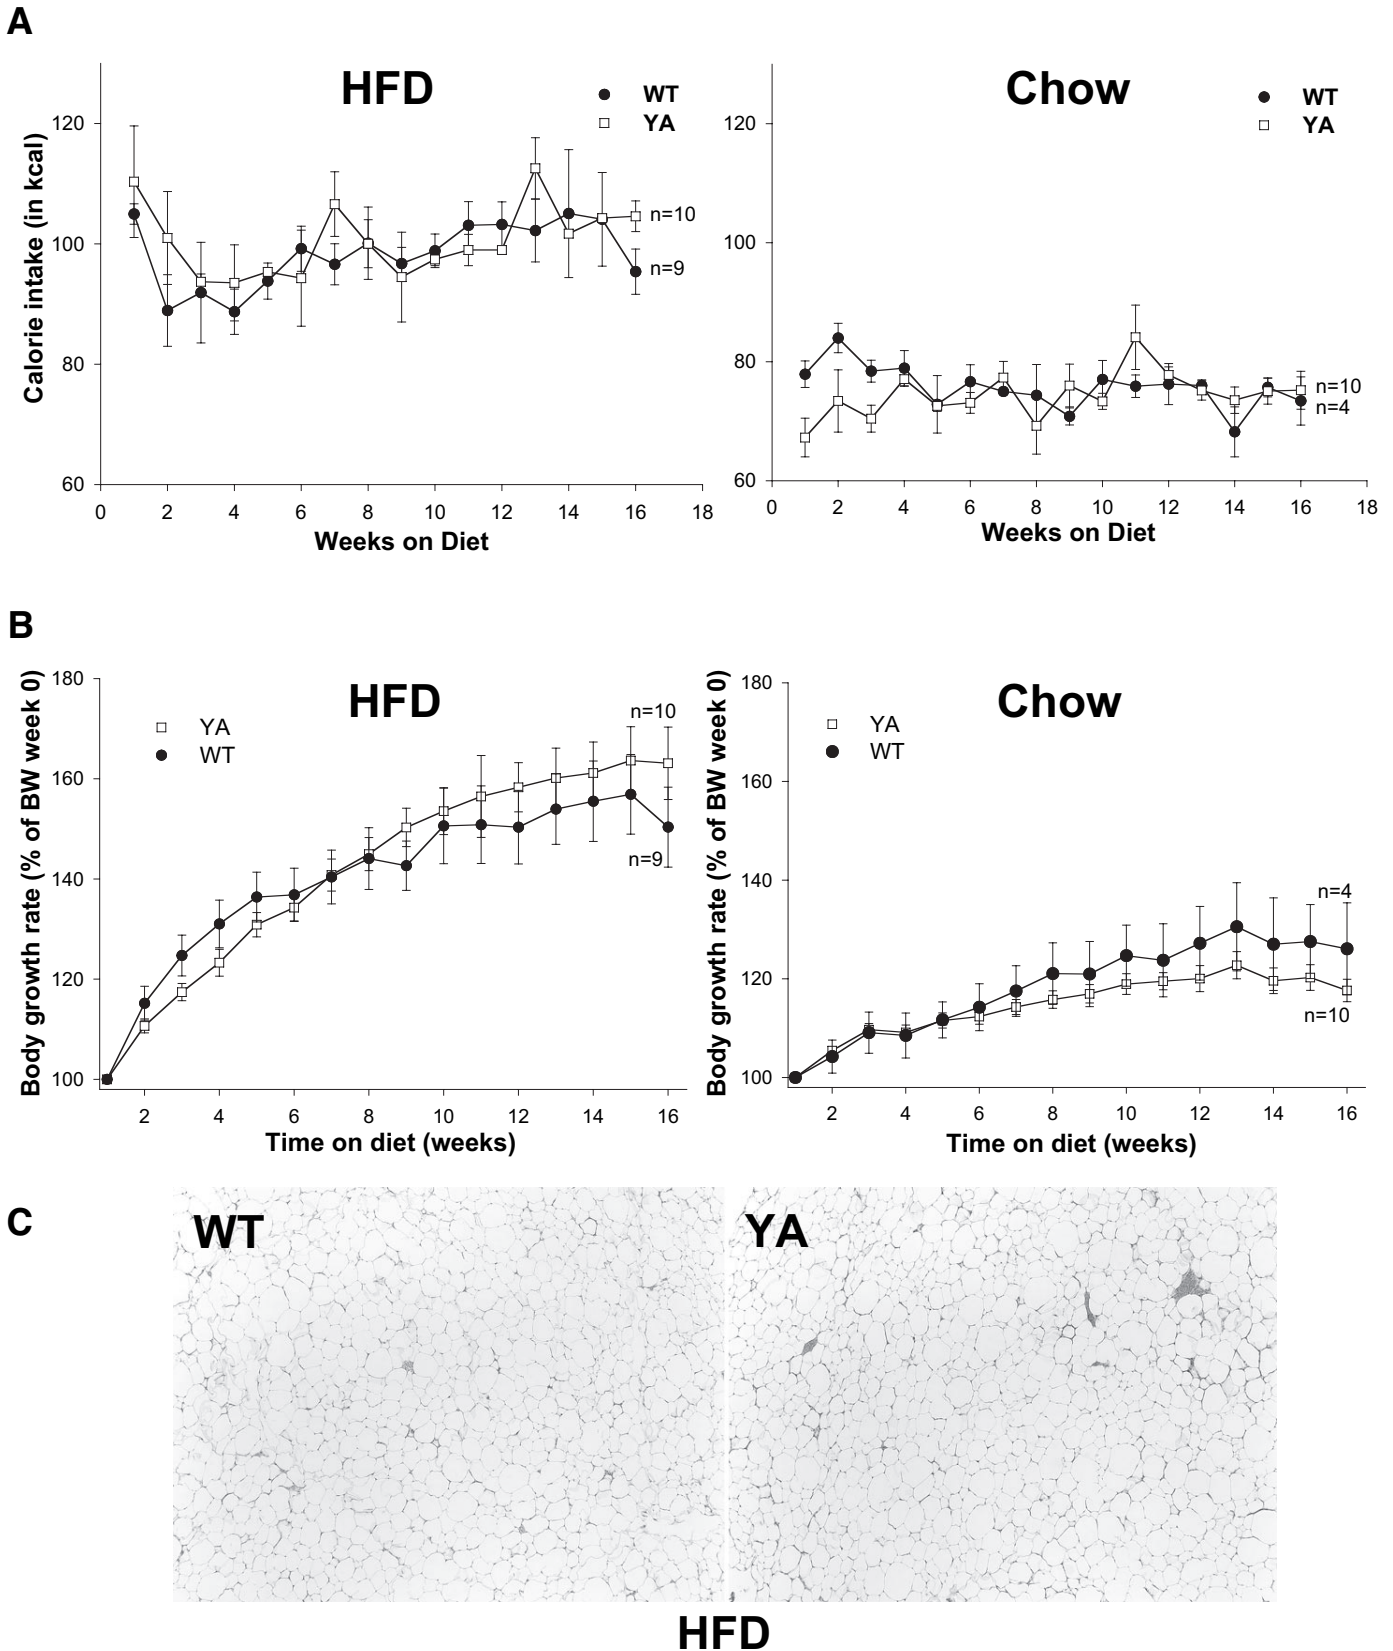 A
HFD
WT
YA
Calorie intake (in kcal)
120
100
80
60
n=10
n=9
0 2 4 6 8 10 12 14 16 18
Weeks on Diet
Chow
WT
YA
120
100
80
60
n=10
n=4
0 2 4 6 8 10 12 14 16 18
Weeks on Diet
B
HFD
YA
WT
Body growth rate (% of BW week 0)
180
160
140
120
100
n=10
n=9
2 4 6 8 10 12 14 16
Time on diet (weeks)
Chow
YA
WT
Body growth rate (% of BW week 0)
180
160
140
120
100
n=4
n=10
2 4 6 8 10 12 14 16
Time on diet (weeks)
C
WT
YA
HFD